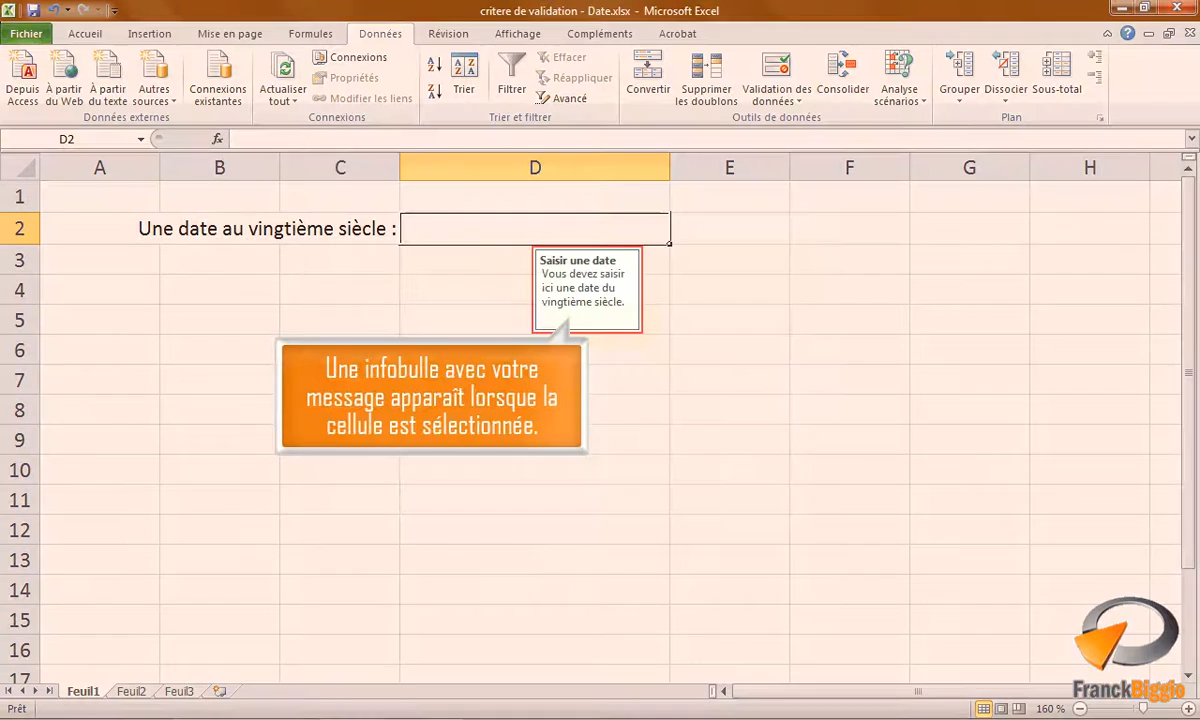 critere de validation - Date.xlsx - Microsoft Excel
Fichier Accueil Insertion Mise en page Formules Données Révision Affichage Compléments Acrobat
Depuis Access
À partir du Web
À partir du texte
Autres sources
Connexions existantes
Données externes
Actualiser tout
Connexions
Propriétés
Modifier les liens
Connexions
Trier
Filtrer
Effacer
Réappliquer
Avancé
Trier et filtrer
Convertir
Supprimer les doublons
Validation des données
Consolider
Analyse scénarios
Outils de données
Grouper
Dissocier
Sous-total
Plan
D2 fx
A B C D E F G H
1
2 Une date au vingtième siècle :
3
4
5
6
7
8
9
10
11
12
13
14
15
16
17
Saisir une date
Vous devez saisir
ici une date du
vingtième siècle.
Une infobulle avec votre
message apparaît lorsque la
cellule est sélectionnée.
FranckBiggio
Feuil1 Feuil2 Feuil3
Prêt 160 %